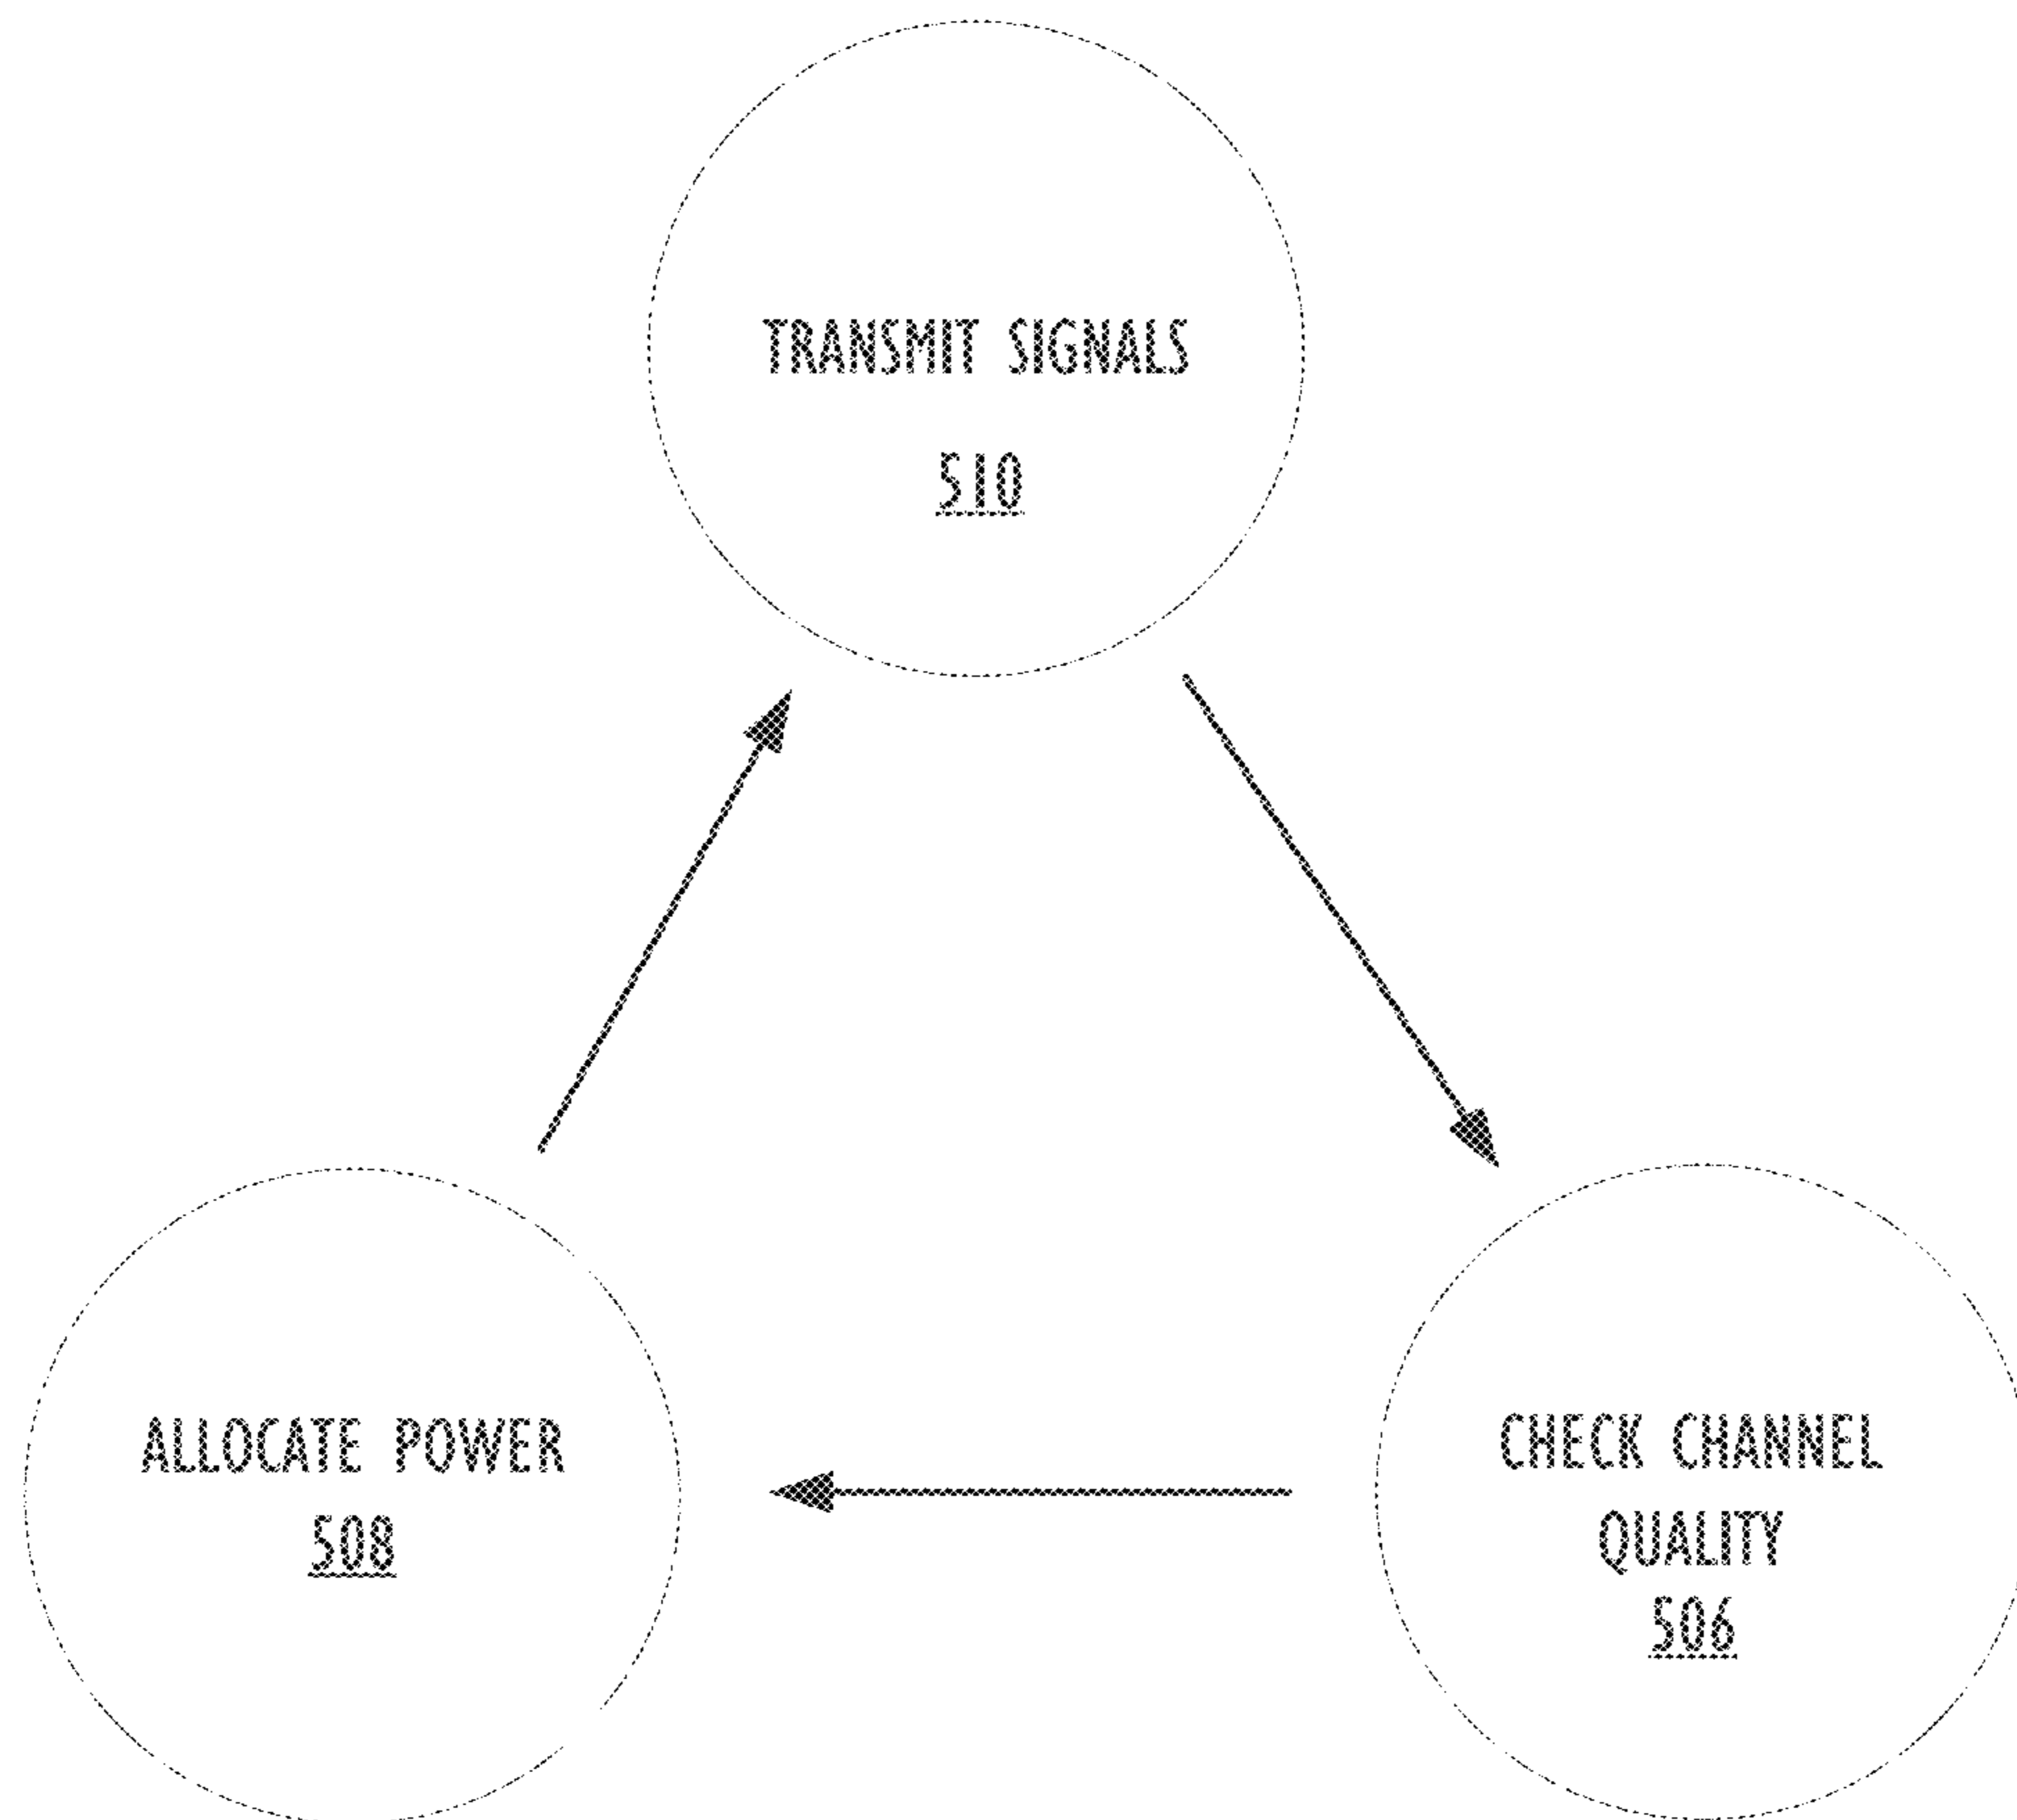 TRANSMIT SIGNALS
510
ALLOCATE POWER
508
CHECK CHANNEL
QUALITY
506